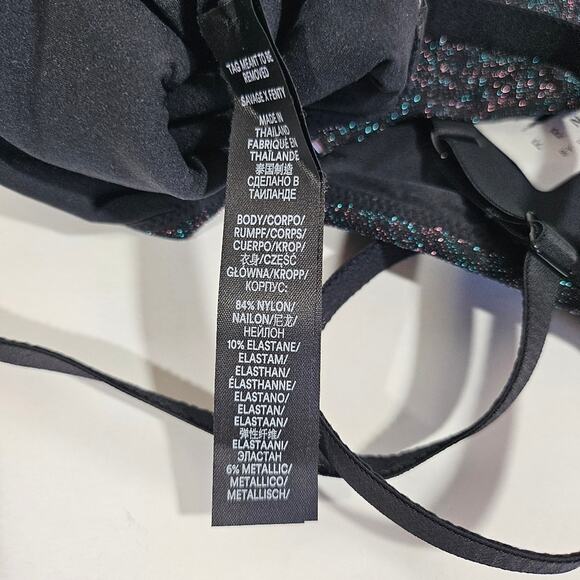 TAG MEANT TO BE
REMOVED
SAVAGE X FENTY
MADE IN
THAILAND
FABRIQUÉ EN
THAÏLANDE
泰国制造
СДЕЛАНО В
ТАИЛАНДЕ
BODY/CORPO/
RUMPF/CORPS/
CUERPO/KROP/
衣身/CZĘŚĆ
GŁÓWNA/KROPP/
КОРПУС:
84% NYLON/
NAILON/尼龙/
НЕЙЛОН
10% ELASTANE/
ELASTAM/
ELASTHAN/
ÉLASTHANNE/
ELASTANO/
ELASTAN/
ELASTAAN/
弹性纤维/
ELASTAANI/
ЭЛАСТАН
6% METALLIC/
METALLICO/
METALLISCH/